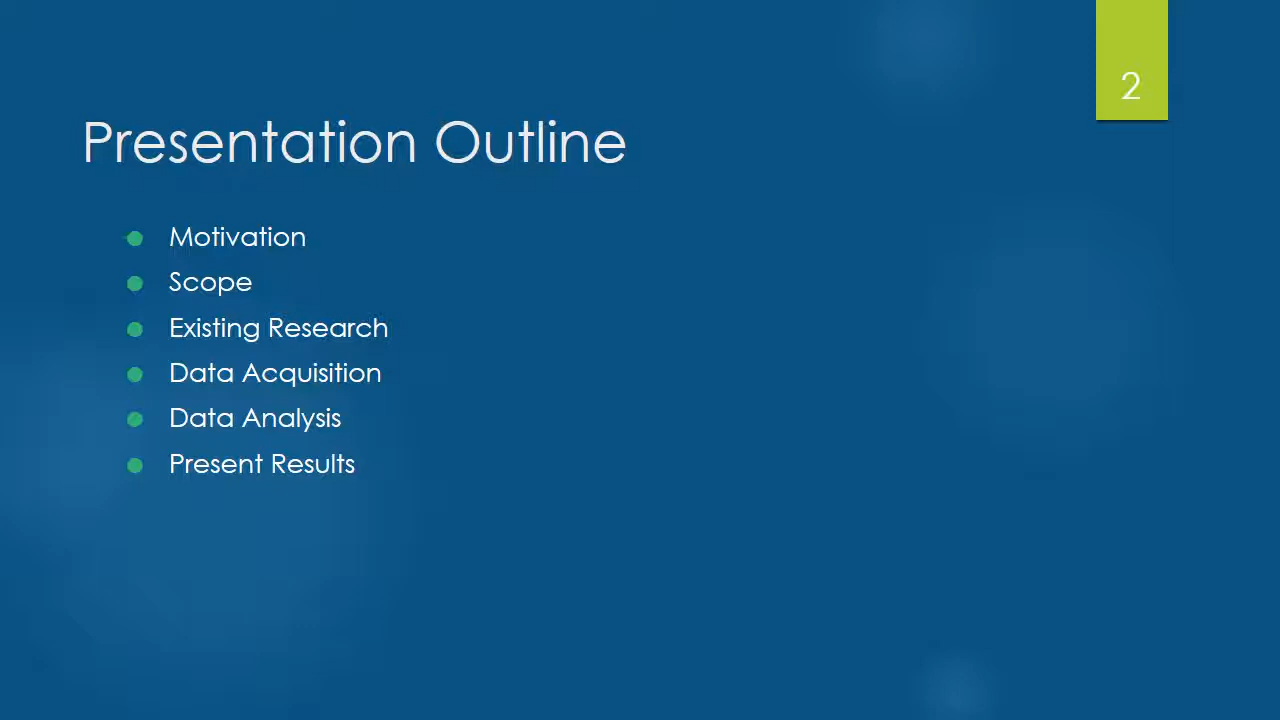 2
Presentation Outline
Motivation
Scope
Existing Research
Data Acquisition
Data Analysis
Present Results